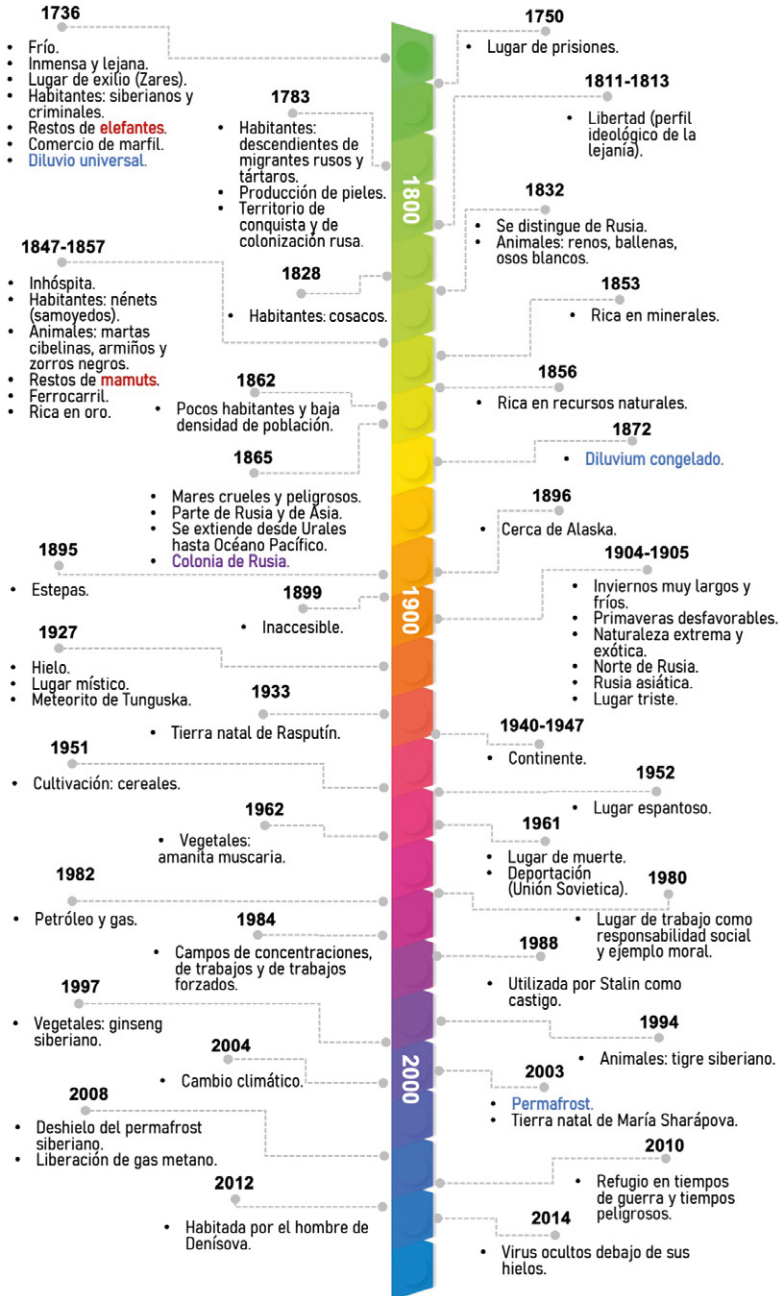 1736
• Frío.
• Inmensa y lejana.
• Lugar de exilio (Zares).
• Habitantes: siberianos y
criminales.
• Restos de elefantes.
• Comercio de marfil.
• Diluvio universal.
1750
• Lugar de prisiones.
1783
• Habitantes:
descendientes de
migrantes rusos y
tártaros.
• Producción de pieles.
• Territorio de
conquista y de
colonización rusa.
1800
1811-1813
• Libertad (perfil
ideológico de la
lejanía).
1828
• Habitantes: cosacos.
1832
• Se distingue de Rusia.
• Animales: renos, ballenas,
osos blancos.
1847-1857
• Inhóspita.
• Habitantes: nénets
(samoyedos).
• Animales: martas
cibelinas, armiños y
zorros negros.
• Restos de mamuts.
• Ferrocarril.
• Rica en oro.
1853
• Rica en minerales.
1856
• Rica en recursos naturales.
1862
• Pocos habitantes y baja
densidad de población.
1865
• Mares crueles y peligrosos.
• Parte de Rusia y de Asia.
• Se extiende desde Urales
hasta Océano Pacífico.
• Colonia de Rusia.
1872
• Diluvium congelado.
1895
• Estepas.
1896
• Cerca de Alaska.
1899
• Inaccesible.
1900
1904-1905
• Inviernos muy largos y
fríos.
• Primaveras desfavorables.
• Naturaleza extrema y
exótica.
• Norte de Rusia.
• Rusia asiática.
• Lugar triste.
1927
• Hielo.
• Lugar místico.
• Meteorito de Tunguska.
1933
• Tierra natal de Rasputín.
1940-1947
• Continente.
1951
• Cultivación: cereales.
1952
• Lugar espantoso.
1961
• Lugar de muerte.
• Deportación
(Unión Sovietica).
1962
• Vegetales:
amanita muscaria.
1980
• Lugar de trabajo como
responsabilidad social
y ejemplo moral.
1982
• Petróleo y gas.
1984
• Campos de concentraciones,
de trabajos y de trabajos
forzados.
1988
• Utilizada por Stalin como
castigo.
1994
• Animales: tigre siberiano.
1997
• Vegetales: ginseng
siberiano.
2000
2003
• Permafrost.
• Tierra natal de María Sharápova.
2004
• Cambio climático.
2008
• Deshielo del permafrost
siberiano.
• Liberación de gas metano.
2010
• Refugio en tiempos
de guerra y tiempos
peligrosos.
2012
• Habitada por el hombre de
Denísova.
2014
• Virus ocultos debajo de sus
hielos.